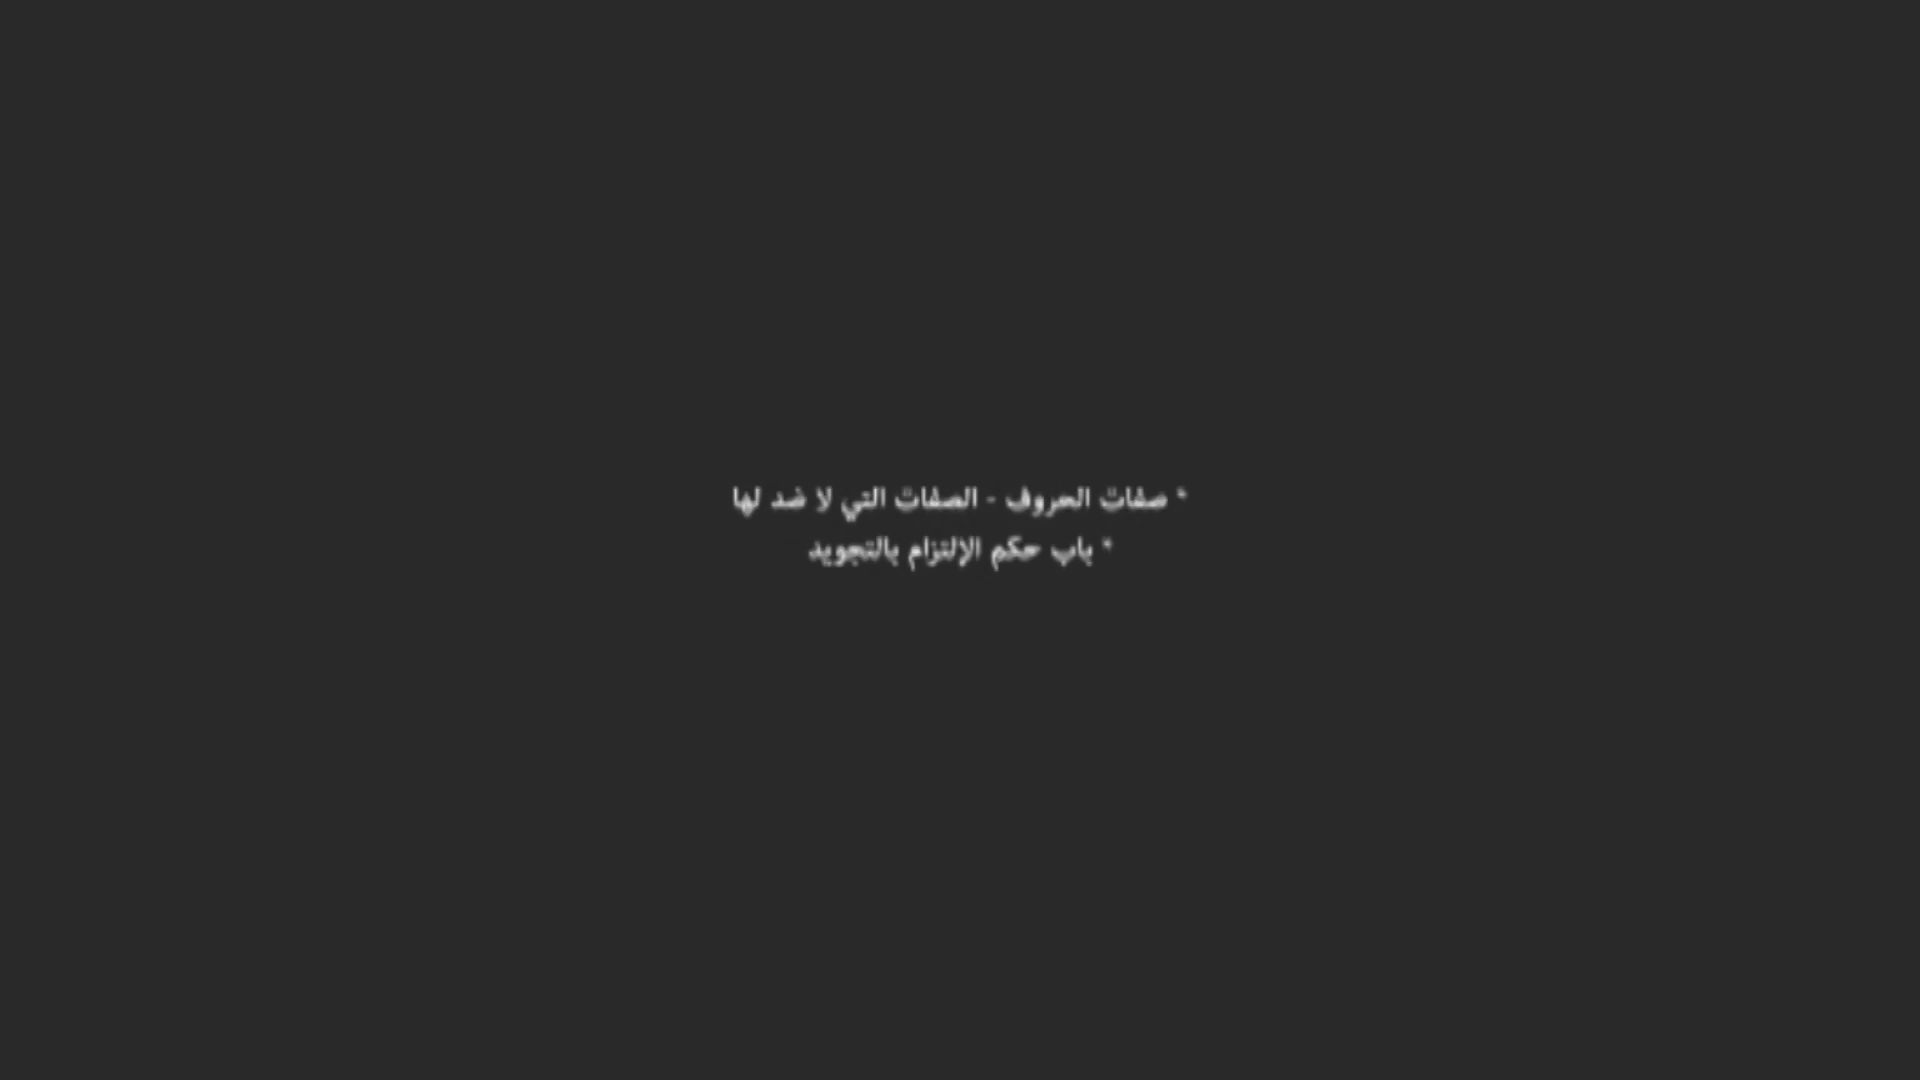 * صفات الحروف - الصفات التي لا ضد لها
* باب حكم الإلتزام بالتجويد